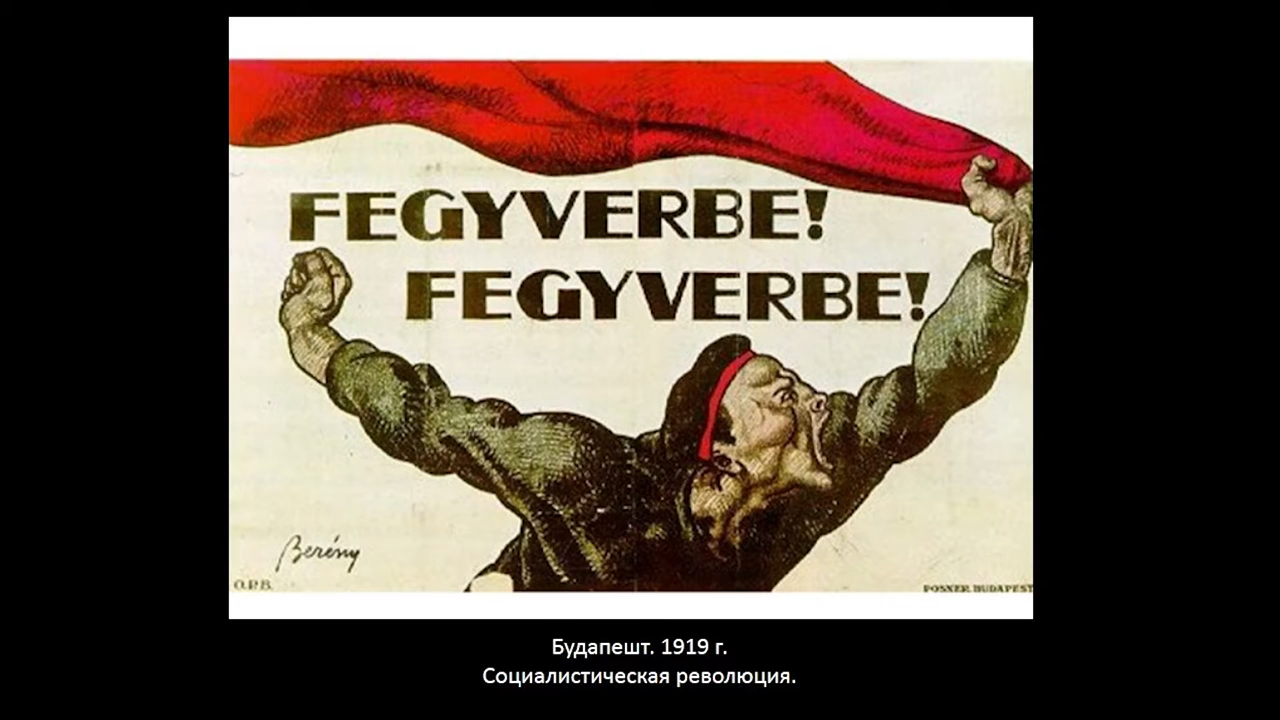 FEGYVERBE!
FEGYVERBE!
Berény
O.P.B.
POSNER. BUDAPEST
Будапешт. 1919 г.
Социалистическая революция.